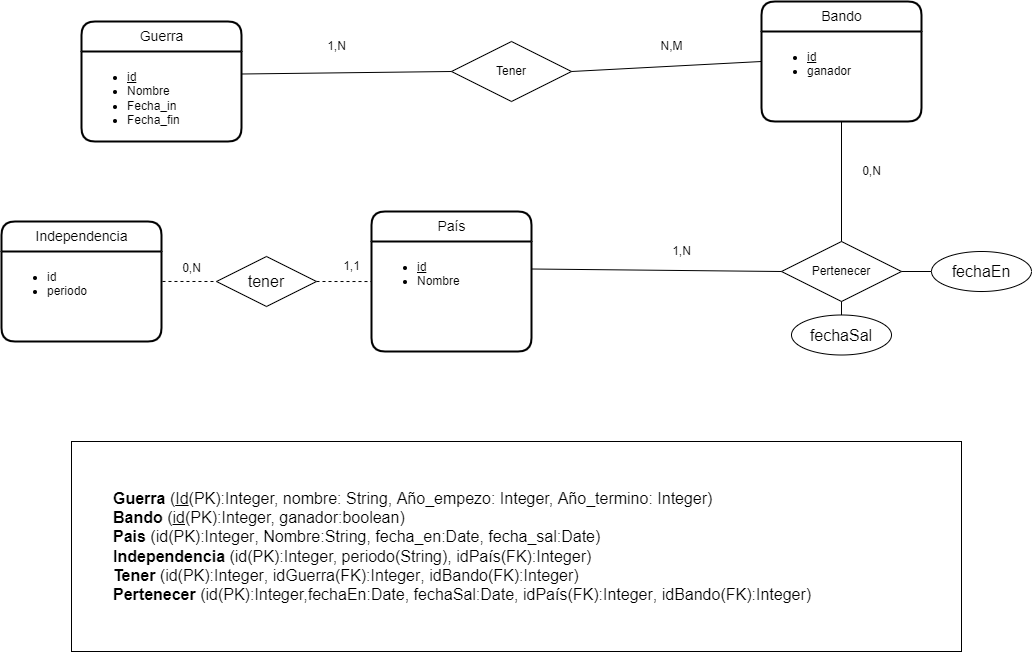 Guerra
id
Nombre
Fecha_in
Fecha_fin
1,N
Tener
N,M
Bando
id
ganador
0,N
Independencia
id
periodo
0,N
tener
1,1
País
id
Nombre
1,N
Pertenecer
fechaEn
fechaSal
Guerra (Id(PK):Integer, nombre: String, Año_empezo: Integer, Año_termino: Integer)
Bando (id(PK):Integer, ganador:boolean)
Pais (id(PK):Integer, Nombre:String, fecha_en:Date, fecha_sal:Date)
Independencia (id(PK):Integer, periodo(String), idPaís(FK):Integer)
Tener (id(PK):Integer, idGuerra(FK):Integer, idBando(FK):Integer)
Pertenecer (id(PK):Integer,fechaEn:Date, fechaSal:Date, idPaís(FK):Integer, idBando(FK):Integer)